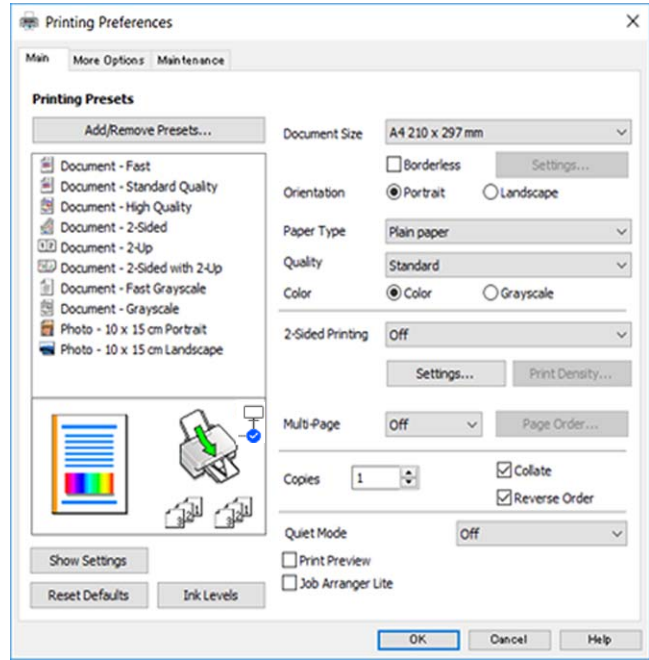 Printing Preferences
Main More Options Maintenance
Printing Presets
Add/Remove Presets...
Document - Fast
Document - Standard Quality
Document - High Quality
Document - 2-Sided
Document - 2-Up
Document - 2-Sided with 2-Up
Document - Fast Grayscale
Document - Grayscale
Photo - 10 x 15 cm Portrait
Photo - 10 x 15 cm Landscape
Show Settings
Reset Defaults Ink Levels
Document Size A4 210 x 297 mm
Borderless Settings...
Orientation Portrait Landscape
Paper Type Plain paper
Quality Standard
Color Color Grayscale
2-Sided Printing Off
Settings... Print Density...
Multi-Page Off Page Order...
Copies 1 Collate
Reverse Order
Quiet Mode Off
Print Preview
Job Arranger Lite
OK Cancel Help